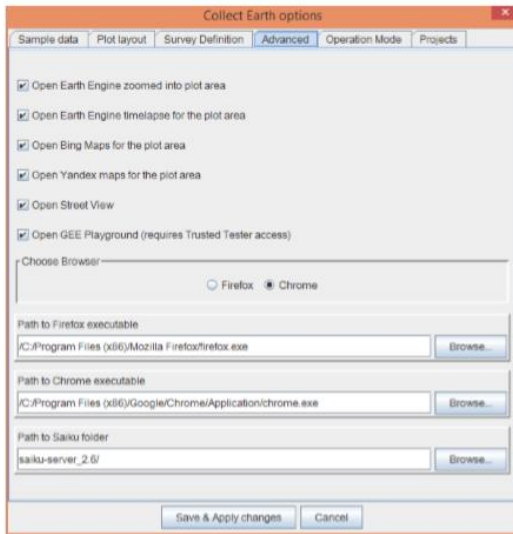 Collect Earth options
Sample data Plot layout Survey Definition Advanced Operation Mode Projects
Open Earth Engine zoomed into plot area
Open Earth Engine timelapse for the plot area
Open Bing Maps for the plot area
Open Yandex maps for the plot area
Open Street View
Open GEE Playground (requires Trusted Tester access)
Choose Browser
Firefox Chrome
Path to Firefox executable
/C:/Program Files (x86)/Mozilla Firefox/firefox.exe Browse...
Path to Chrome executable
/C:/Program Files (x86)/Google/Chrome/Application/chrome.exe Browse...
Path to Saiku folder
saiku-server_2.6/ Browse...
Save & Apply changes Cancel